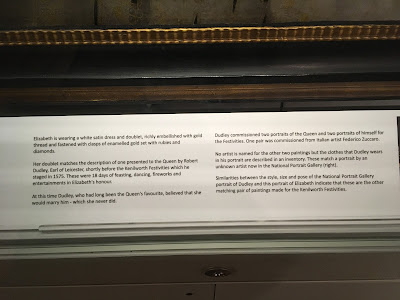 Elizabeth is wearing a white satin dress and doublet, richly embellished with gold
thread and fastened with clasps of enamelled gold set with rubies and
diamonds.
Her doublet matches the description of one presented to the Queen by Robert
Dudley, Earl of Leicester, shortly before the Kenilworth Festivities which he
staged in 1575. These were 18 days of feasting, dancing, fireworks and
entertainments in Elizabeth's honour.
At this time Dudley, who had long been the Queen's favourite, believed that she
would marry him - which she never did.
Dudley commissioned two portraits of the Queen and two portraits of himself for
the Festivities. One pair was commissioned from Italian artist Federico Zuccaro.
No artist is named for the other two paintings but the clothes that Dudley wears
in his portrait are described in an inventory. These match a portrait by an
unknown artist now in the National Portrait Gallery (right).
Similarities between the style, size and pose of the National Portrait Gallery
portrait of Dudley and the portrait of Elizabeth indicate that these are the other
matching pair of paintings made for the Kenilworth Festivities.